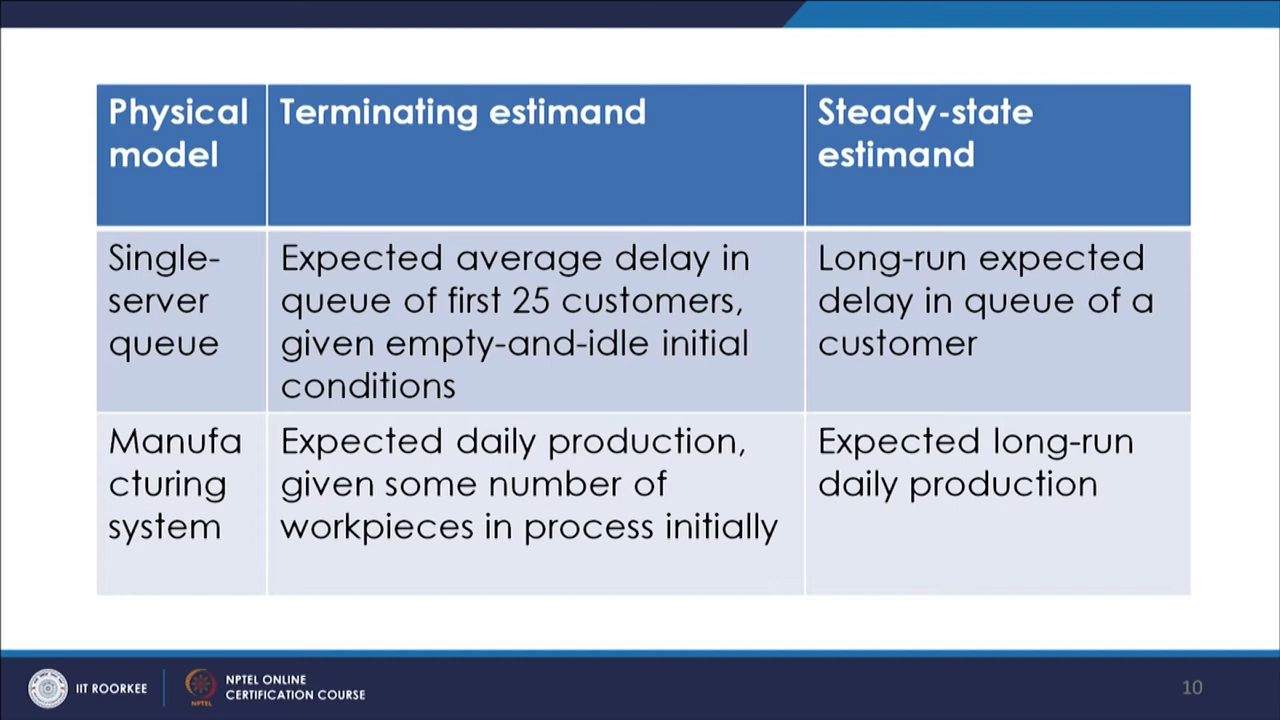 Physical model
Terminating estimand
Steady-state estimand
Single-
server
queue
Expected average delay in
queue of first 25 customers,
given empty-and-idle initial
conditions
Long-run expected
delay in queue of a
customer
Manufa
cturing
system
Expected daily production,
given some number of
workpieces in process initially
Expected long-run
daily production
IIT ROORKEE
NPTEL
NPTEL ONLINE
CERTIFICATION COURSE
10